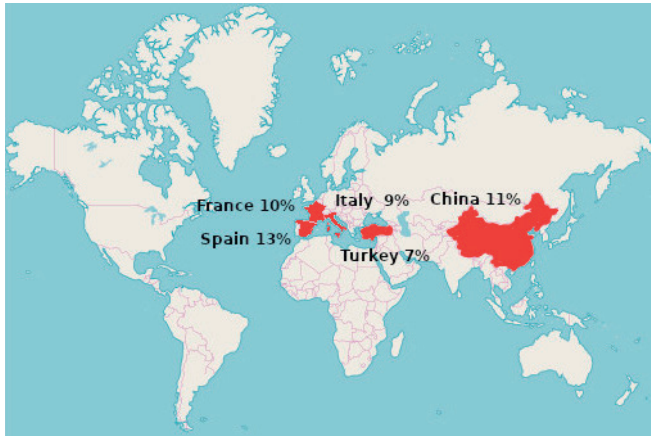 Italy 9%
China 11%
France 10%
Spain 13%
Turkey 7%